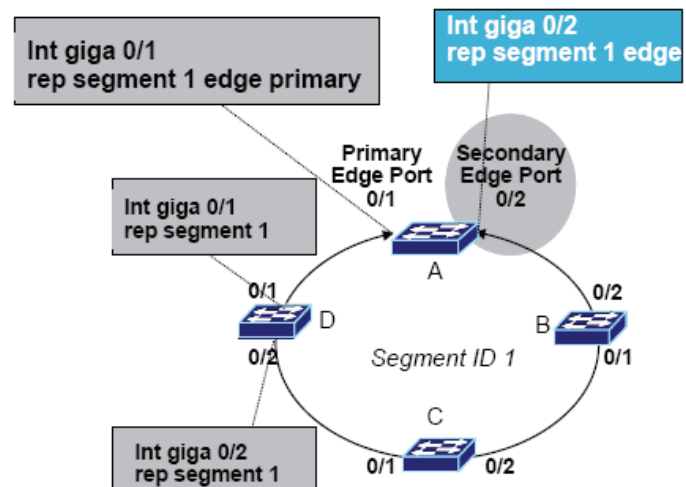 Int giga 0/1
rep segment 1 edge primary
Int giga 0/2
rep segment 1 edge
Primary
Edge Port
0/1
Secondary
Edge Port
0/2
Int giga 0/1
rep segment 1
A
0/1
D
0/2
0/2
B
0/1
Segment ID 1
C
0/1
0/2
Int giga 0/2
rep segment 1